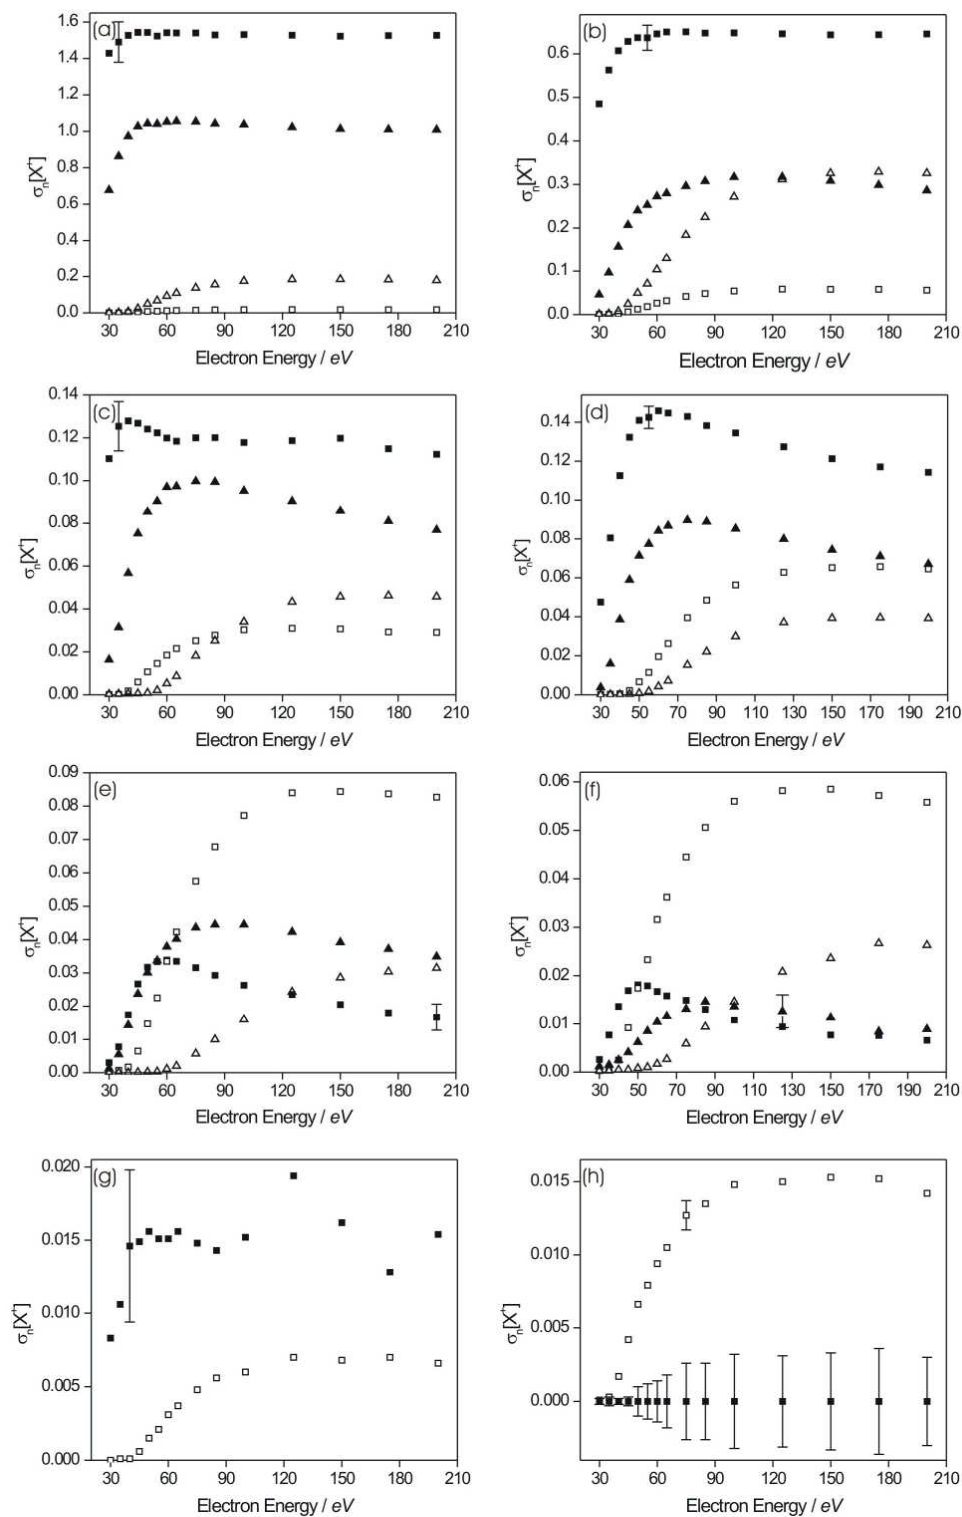 (a)
1.6
1.4
1.2
1.0
0.8
0.6
0.4
0.2
0.0
σn[X+]
30 60 90 120 150 180 210
Electron Energy / eV
(b)
0.6
0.5
0.4
0.3
0.2
0.1
0.0
σn[X+]
30 60 90 120 150 180 210
Electron Energy / eV
(c)
0.14
0.12
0.10
0.08
0.06
0.04
0.02
0.00
σn[X+]
30 60 90 120 150 180 210
Electron Energy / eV
(d)
0.14
0.12
0.10
0.08
0.06
0.04
0.02
0.00
σn[X+]
30 50 70 90 110 130 150 170 190 210
Electron Energy / eV
(e)
0.09
0.08
0.07
0.06
0.05
0.04
0.03
0.02
0.01
0.00
σn[X+]
30 60 90 120 150 180 210
Electron Energy / eV
(f)
0.06
0.05
0.04
0.03
0.02
0.01
0.00
σn[X+]
30 50 70 90 110 130 150 170 190 210
Electron Energy / eV
(g)
0.020
0.015
0.010
0.005
0.000
σn[X+]
30 60 90 120 150 180 210
Electron Energy / eV
(h)
0.015
0.010
0.005
0.000
σn[X+]
30 60 90 120 150 180 210
Electron Energy / eV